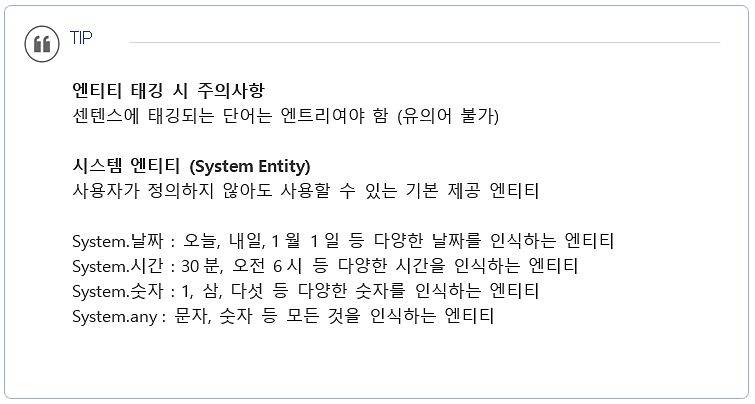 TIP
엔티티 태깅 시 주의사항
센텐스에 태깅되는 단어는 엔트리여야 함 (유의어 불가)
시스템 엔티티 (System Entity)
사용자가 정의하지 않아도 사용할 수 있는 기본 제공 엔티티
System.날짜 : 오늘, 내일, 1월 1일 등 다양한 날짜를 인식하는 엔티티
System.시간 : 30분, 오전 6시 등 다양한 시간을 인식하는 엔티티
System.숫자 : 1, 삼, 다섯 등 다양한 숫자를 인식하는 엔티티
System.any : 문자, 숫자 등 모든 것을 인식하는 엔티티